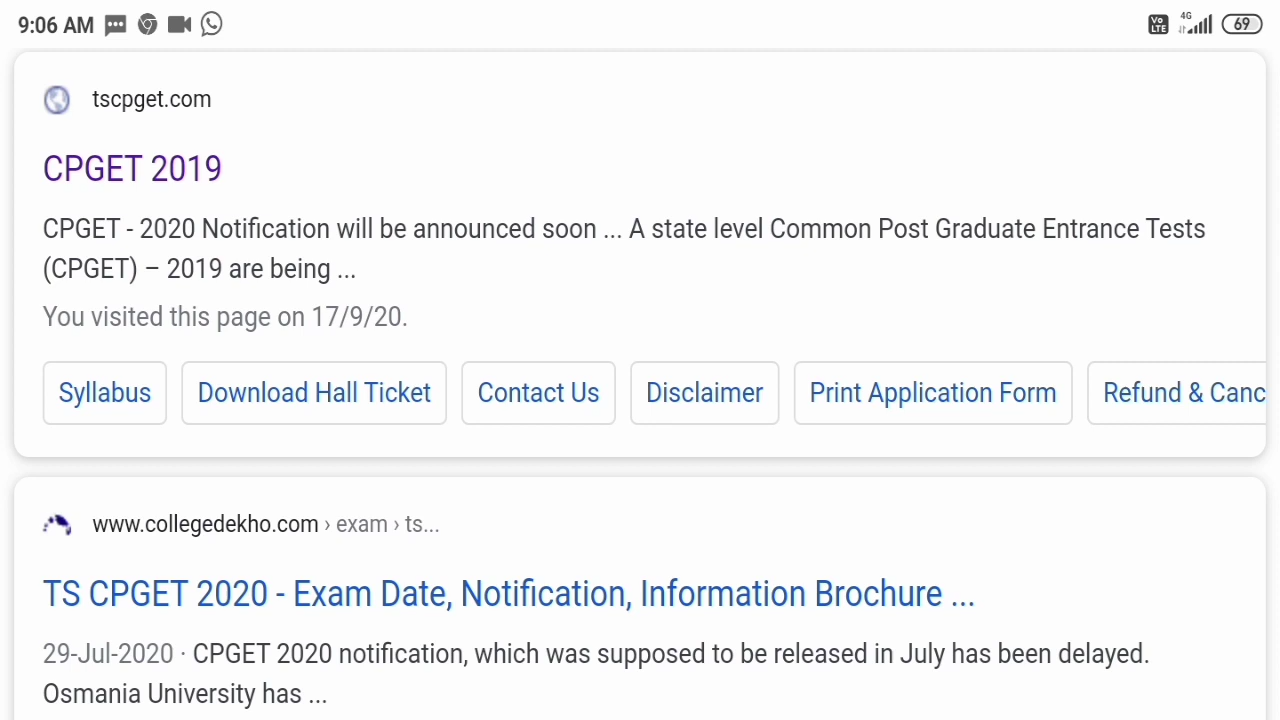 9:06 AM
Vo LTE 4G 69
tscpget.com
CPGET 2019
CPGET - 2020 Notification will be announced soon ... A state level Common Post Graduate Entrance Tests
(CPGET) – 2019 are being ...
You visited this page on 17/9/20.
Syllabus Download Hall Ticket Contact Us Disclaimer Print Application Form Refund & Canc
www.collegedekho.com › exam › ts...
TS CPGET 2020 - Exam Date, Notification, Information Brochure ...
29-Jul-2020 · CPGET 2020 notification, which was supposed to be released in July has been delayed.
Osmania University has ...